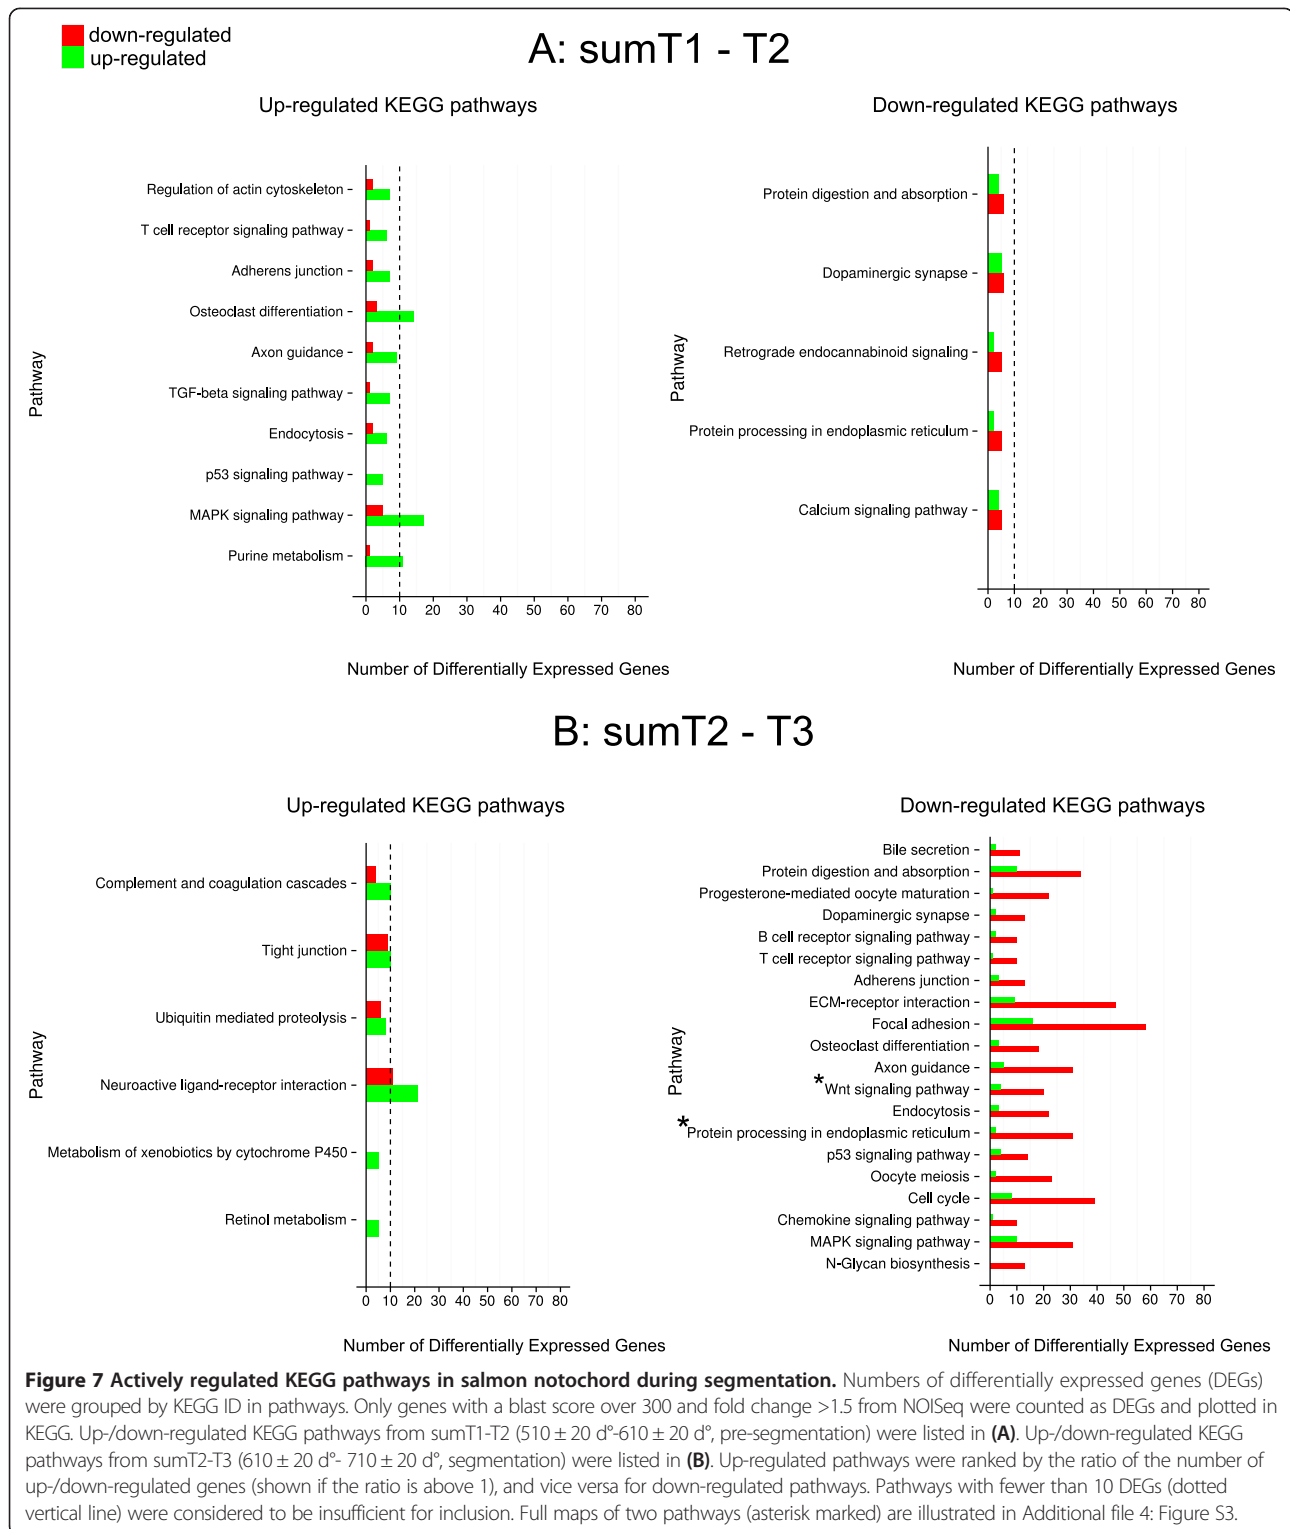 down-regulated
up-regulated
A: sumT1 - T2
Up-regulated KEGG pathways
Pathway
Regulation of actin cytoskeleton
T cell receptor signaling pathway
Adherens junction
Osteoclast differentiation
Axon guidance
TGF-beta signaling pathway
Endocytosis
p53 signaling pathway
MAPK signaling pathway
Purine metabolism
0 10 20 30 40 50 60 70 80
Number of Differentially Expressed Genes
Down-regulated KEGG pathways
Pathway
Protein digestion and absorption
Dopaminergic synapse
Retrograde endocannabinoid signaling
Protein processing in endoplasmic reticulum
Calcium signaling pathway
0 10 20 30 40 50 60 70 80
Number of Differentially Expressed Genes
B: sumT2 - T3
Up-regulated KEGG pathways
Pathway
Complement and coagulation cascades
Tight junction
Ubiquitin mediated proteolysis
Neuroactive ligand-receptor interaction
Metabolism of xenobiotics by cytochrome P450
Retinol metabolism
0 10 20 30 40 50 60 70 80
Number of Differentially Expressed Genes
Down-regulated KEGG pathways
Pathway
Bile secretion
Protein digestion and absorption
Progesterone-mediated oocyte maturation
Dopaminergic synapse
B cell receptor signaling pathway
T cell receptor signaling pathway
Adherens junction
ECM-receptor interaction
Focal adhesion
Osteoclast differentiation
Axon guidance
*Wnt signaling pathway
Endocytosis
*Protein processing in endoplasmic reticulum
p53 signaling pathway
Oocyte meiosis
Cell cycle
Chemokine signaling pathway
MAPK signaling pathway
N-Glycan biosynthesis
0 10 20 30 40 50 60 70 80
Number of Differentially Expressed Genes
Figure 7 Actively regulated KEGG pathways in salmon notochord during segmentation. Numbers of differentially expressed genes (DEGs)
were grouped by KEGG ID in pathways. Only genes with a blast score over 300 and fold change >1.5 from NOISeq were counted as DEGs and plotted in
KEGG. Up-/down-regulated KEGG pathways from sumT1-T2 (510 ± 20 d°-610 ± 20 d°, pre-segmentation) were listed in (A). Up-/down-regulated KEGG
pathways from sumT2-T3 (610 ± 20 d°- 710 ± 20 d°, segmentation) were listed in (B). Up-regulated pathways were ranked by the ratio of the number of
up-/down-regulated genes (shown if the ratio is above 1), and vice versa for down-regulated pathways. Pathways with fewer than 10 DEGs (dotted
vertical line) were considered to be insufficient for inclusion. Full maps of two pathways (asterisk marked) are illustrated in Additional file 4: Figure S3.